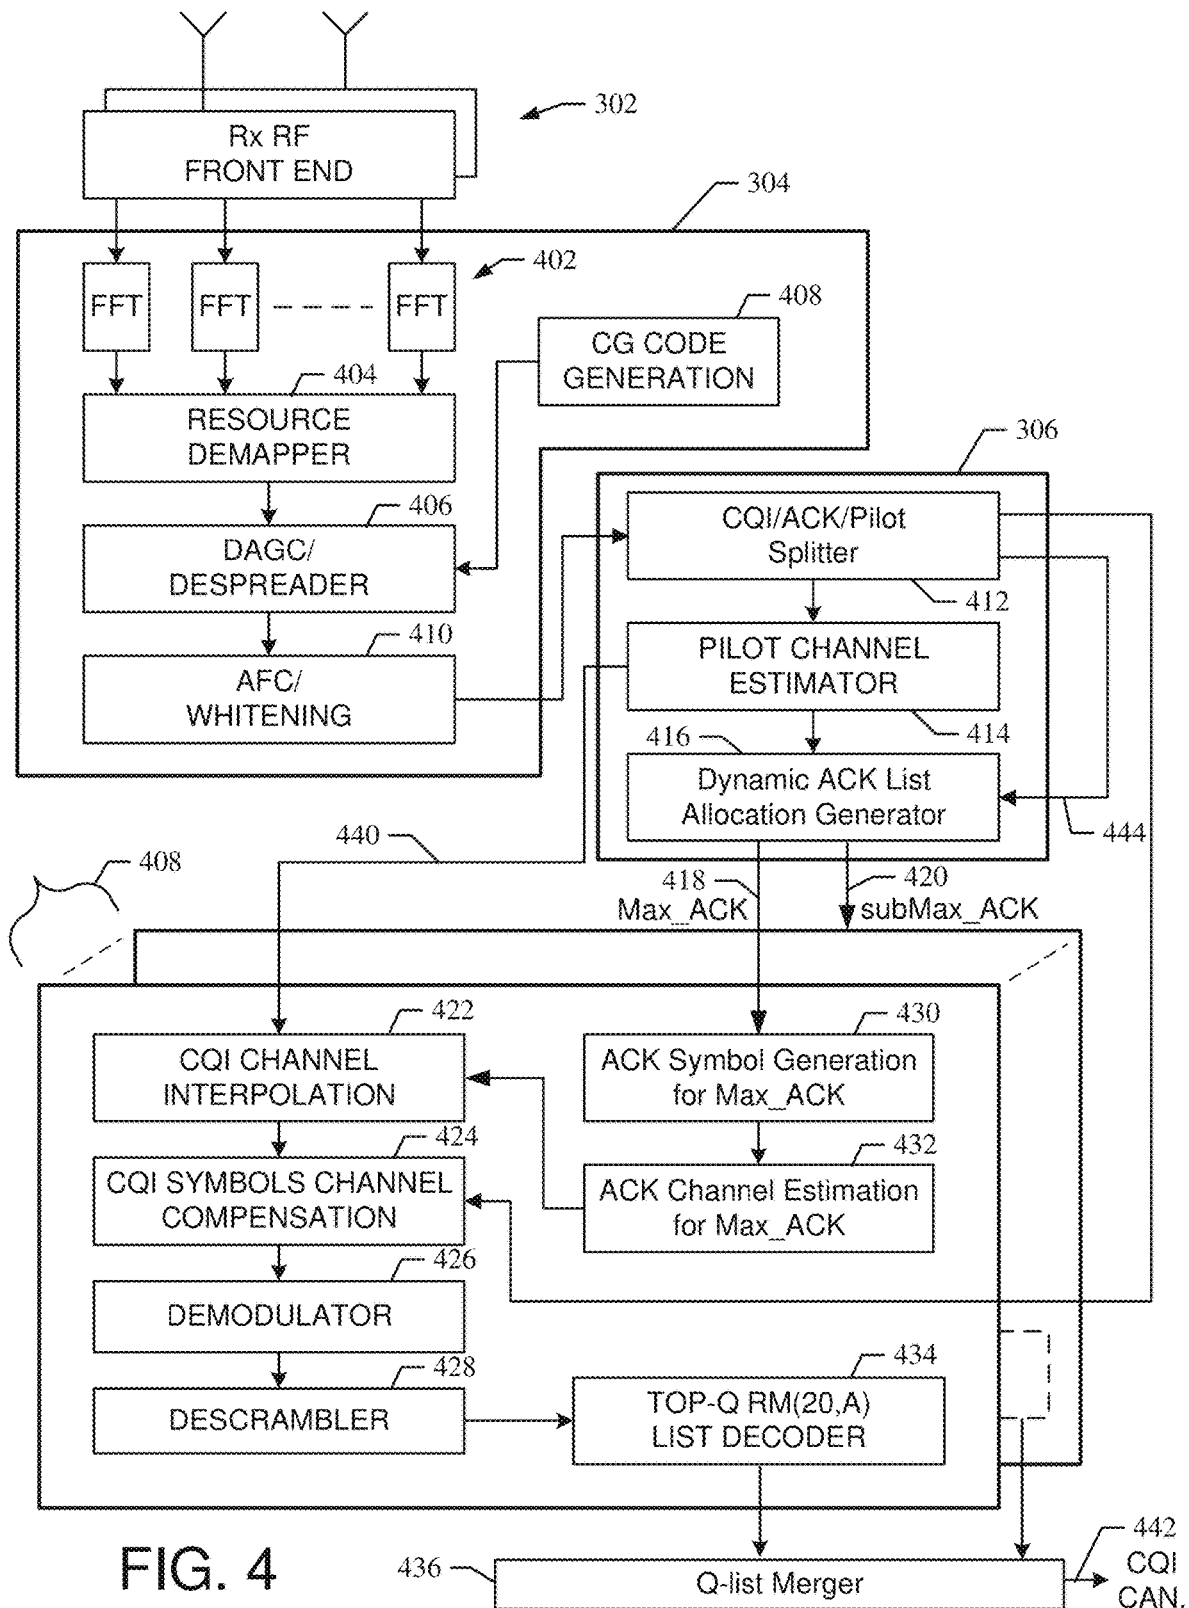 302
Rx RF
FRONT END
304
402
FFT
FFT
FFT
408
CG CODE
GENERATION
404
RESOURCE
DEMAPPER
306
406
CQI/ACK/Pilot
Splitter
DAGC/
DESPREADER
412
410
PILOT CHANNEL
ESTIMATOR
AFC/
WHITENING
414
416
Dynamic ACK List
Allocation Generator
444
440
408
418
420
Max_ACK
subMax_ACK
422
430
CQI CHANNEL
INTERPOLATION
ACK Symbol Generation
for Max_ACK
424
432
CQI SYMBOLS CHANNEL
COMPENSATION
ACK Channel Estimation
for Max_ACK
426
DEMODULATOR
428
434
DESCRAMBLER
TOP-Q RM(20,A)
LIST DECODER
FIG. 4
436
Q-list Merger
442
CQI
CAN.